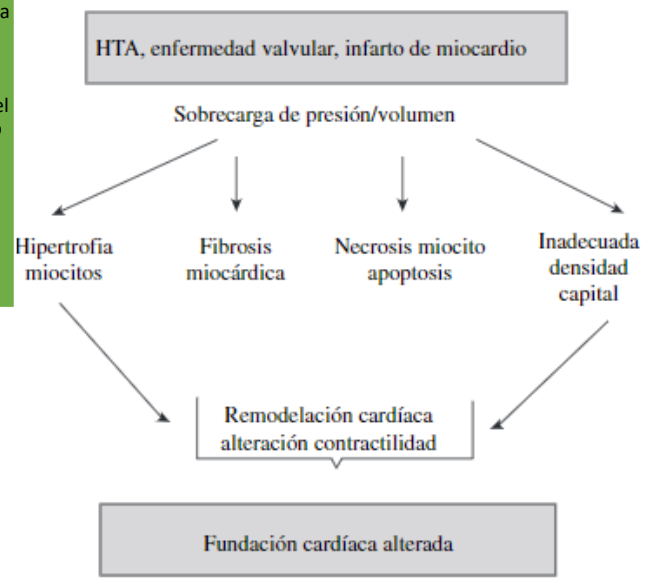 a
el
HTA, enfermedad valvular, infarto de miocardio
Sobrecarga de presión/volumen
Hipertrofia
miocitos
Fibrosis
miocárdica
Necrosis miocito
apoptosis
Inadecuada
densidad
capital
Remodelación cardíaca
alteración contractilidad
Fundación cardíaca alterada